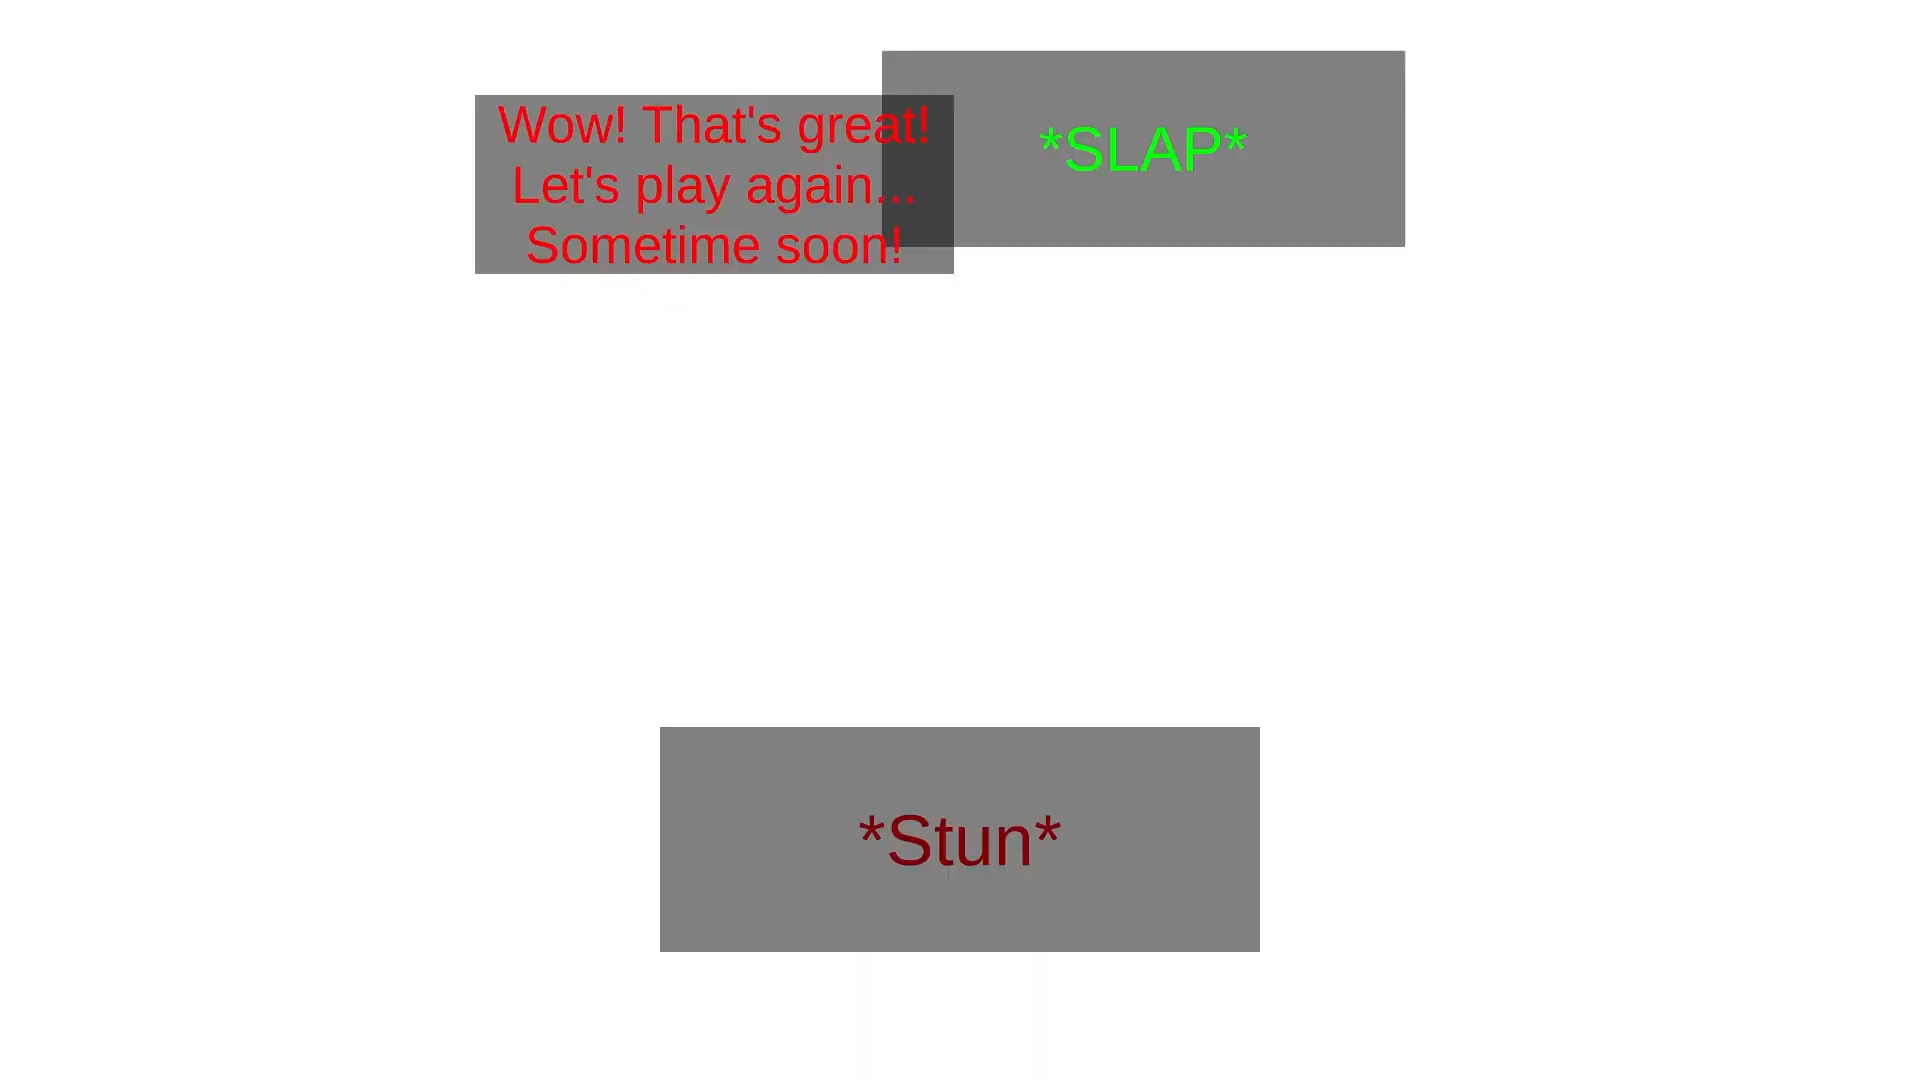 Wow! That's great!
Let's play again...
Sometime soon!
*SLAP*
*Stun*